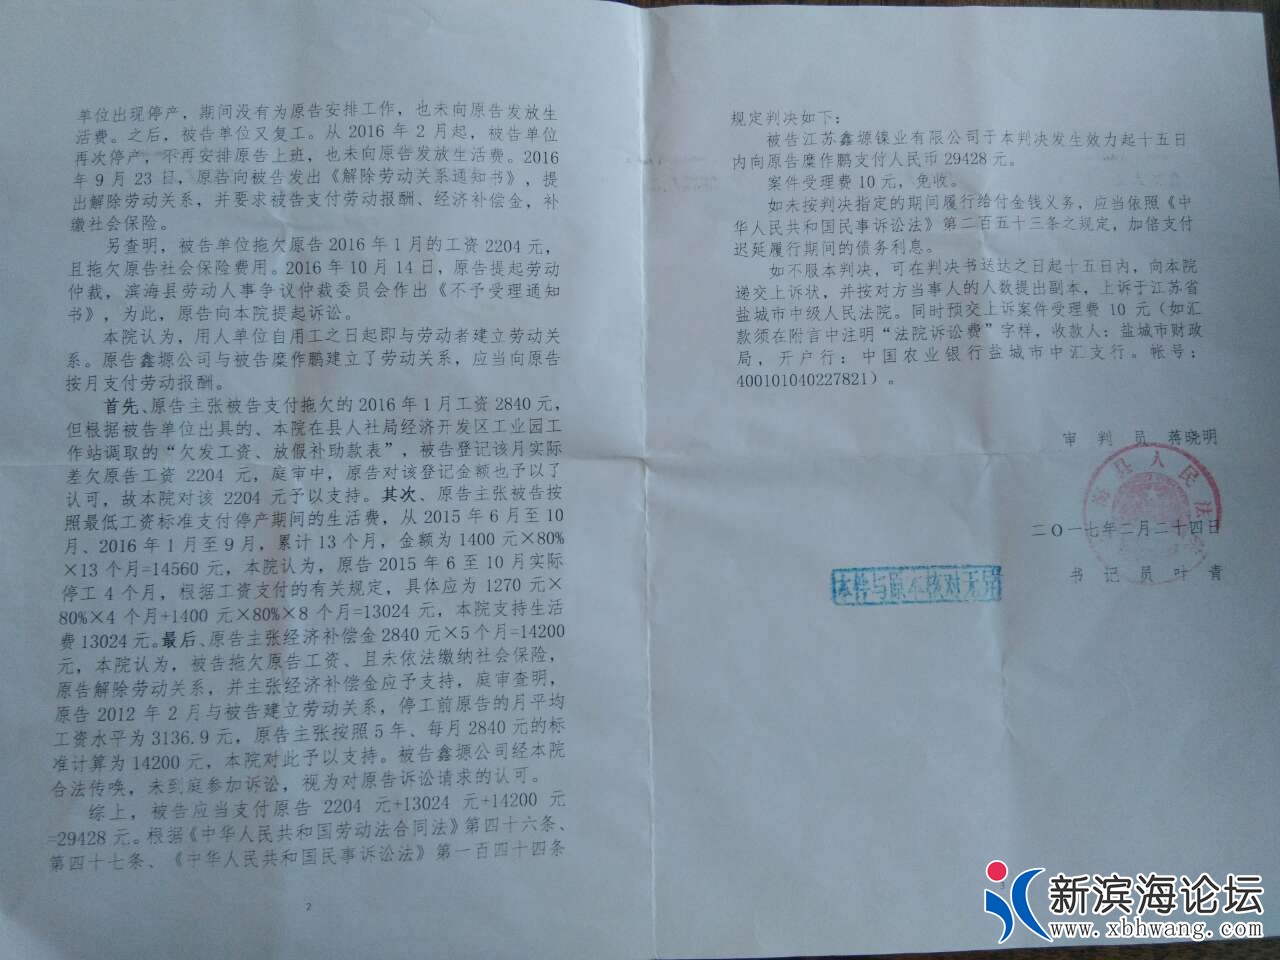 单位出现停产，期间没有为原告安排工作，也未向原告发放生
活费。之后，被告单位又复工。从2016年2月起，被告单位
再次停产，不再安排原告上班，也未向原告发放生活费。2016
年9月23日，原告向被告发出《解除劳动关系通知书》，提
出解除劳动关系，并要求被告支付劳动报酬、经济补偿金，补
缴社会保险。
另查明，被告单位拖欠原告2016年1月的工资2204元，
且拖欠原告社会保险费用。2016年10月14日，原告提起劳动
仲裁，滨海县劳动人事争议仲裁委员会作出《不予受理通知
书》，为此，原告向本院提起诉讼。
本院认为，用人单位自用工之日起即与劳动者建立劳动关
系。原告鑫塬公司与被告糜作鹏建立了劳动关系，应当向原告
按月支付劳动报酬。
首先、原告主张被告支付拖欠的2016年1月工资2840元，
但根据被告单位出具的、本院在县人社局经济开发区工业园工
作站调取的“欠发工资、放假补助款表”，被告登记该月实际
差欠原告工资2204元，庭审中，原告对该登记金额也予以了
认可，故本院对该2204元予以支持。其次、原告主张被告按
照最低工资标准支付停产期间的生活费，从2015年6月至10
月、2016年1月至9月，累计13个月，金额为1400元×80%
×13个月=14560元，本院认为，原告2015年6至10月实际
停工4个月，根据工资支付的有关规定，具体应为1270元×
80%×4个月+1400元×80%×8个月=13024元，本院支持生活
费13024元。最后、原告主张经济补偿金2840元×5个月=14200
元，本院认为，被告拖欠原告工资、且未依法缴纳社会保险，
原告解除劳动关系，并主张经济补偿金应予支持，庭审查明，
原告2012年2月与被告建立劳动关系，停工前原告的月平均
工资水平为3136.9元，原告主张按照5年、每月2840元的标
准计算为14200元，本院对此予以支持。被告鑫塬公司经本院
合法传唤，未到庭参加诉讼，视为对原告诉讼请求的认可。
综上，被告应当支付原告2204元+13024元+14200元
=29428元。根据《中华人民共和国劳动法合同法》第四十六条、
第四十七条、《中华人民共和国民事诉讼法》第一百四十四条
2
规定判决如下：
被告江苏鑫塬镍业有限公司于本判决发生效力起十五日
内向原告糜作鹏支付人民币29428元。
案件受理费10元，免收。
如未按判决指定的期间履行给付金钱义务，应当依照《中
华人民共和国民事诉讼法》第二百五十三条之规定，加倍支付
迟延履行期间的债务利息。
如不服本判决，可在判决书送达之日起十五日内，向本院
递交上诉状，并按对方当事人的人数提出副本，上诉于江苏省
盐城市中级人民法院。同时预交上诉案件受理费10元（如汇
款须在附言中注明“法院诉讼费”字样，收款人：盐城市财政
局，开户行：中国农业银行盐城市中汇支行。帐号：
400101040227821）。
审 判 员 蒋晓明
海县人民法
二〇一七年二月二十四日
书 记 员 叶青
本件与原本核对无异
3
新滨海论坛
www.xbhwang.com